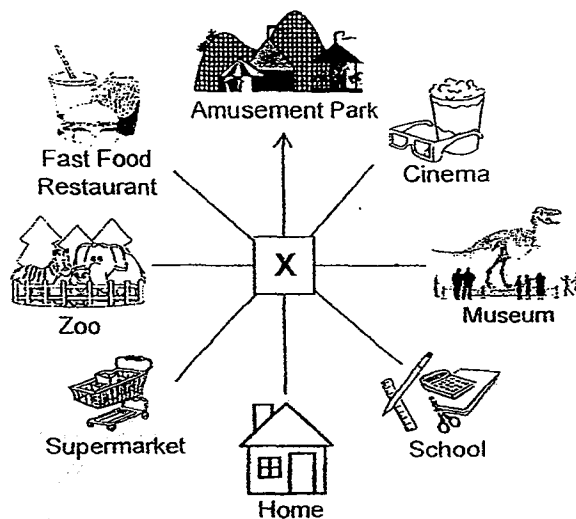 Amusement Park
Fast Food
Restaurant
Cinema
X
Zoo
Museum
Supermarket
School
Home